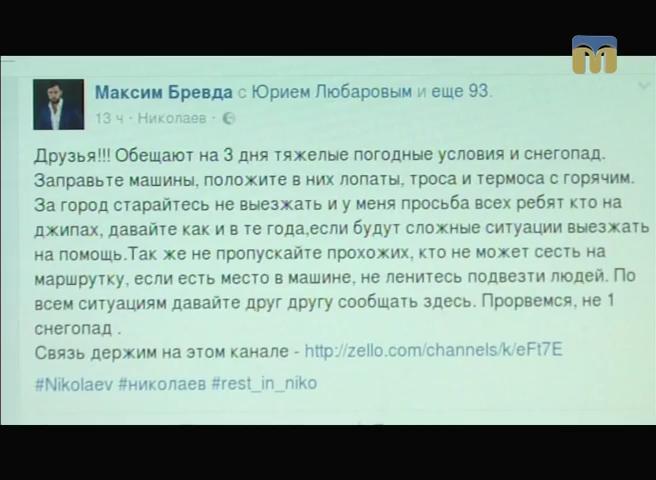 Максим Бревда с Юрием Любаровым и еще 93.
13 ч · Николаев ·
Друзья!!! Обещают на 3 дня тяжелые погодные условия и снегопад.
Заправьте машины, положите в них лопаты, троса и термоса с горячим.
За город старайтесь не выезжать и у меня просьба всех ребят кто на
джипах, давайте как и в те года,если будут сложные ситуации выезжать
на помощь.Так же не пропускайте прохожих, кто не может сесть на
маршрутку, если есть место в машине, не ленитесь подвезти людей. По
всем ситуациям давайте друг другу сообщать здесь. Прорвемся, не 1
снегопад .
Связь держим на этом канале - http://zello.com/channels/k/eFt7E
#Nikolaev #николаев #rest_in_niko